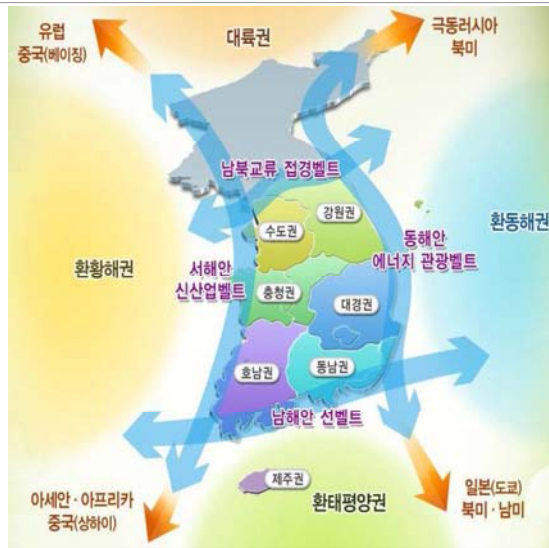 유럽
중국(베이징)
대륙권
극동러시아
북미
남북교류 접경벨트
수도권
강원권
환황해권
서해안
신산업벨트
충청권
대경권
동해안
에너지 관광벨트
환동해권
호남권
동남권
남해안 선벨트
아세안·아프리카
중국(상하이)
제주권
환태평양권
일본(도쿄)
북미·남미